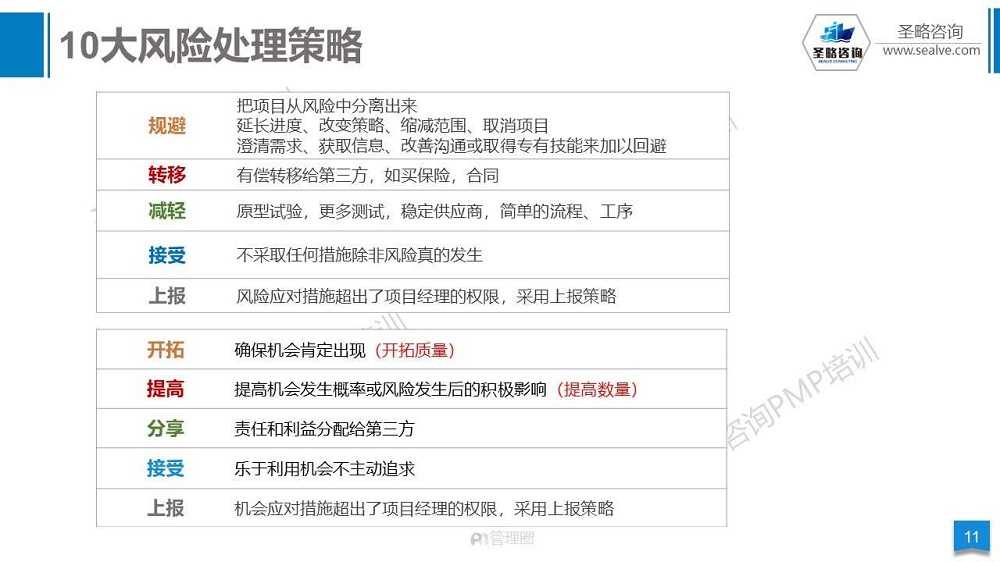 10大风险处理策略
圣略咨询
圣略咨询
www.sealve.com
规避
把项目从风险中分离出来
延长进度、改变策略、缩减范围、取消项目
澄清需求、获取信息、改善沟通或取得专有技能来加以回避
转移
有偿转移给第三方，如买保险，合同
减轻
原型试验，更多测试，稳定供应商，简单的流程、工序
接受
不采取任何措施除非风险真的发生
上报
风险应对措施超出了项目经理的权限，采用上报策略
开拓
确保机会肯定出现（开拓质量）
提高
提高机会发生概率或风险发生后的积极影响（提高数量）
分享
责任和利益分配给第三方
接受
乐于利用机会不主动追求
上报
机会应对措施超出了项目经理的权限，采用上报策略
咨询PMP培训
管理圈
11